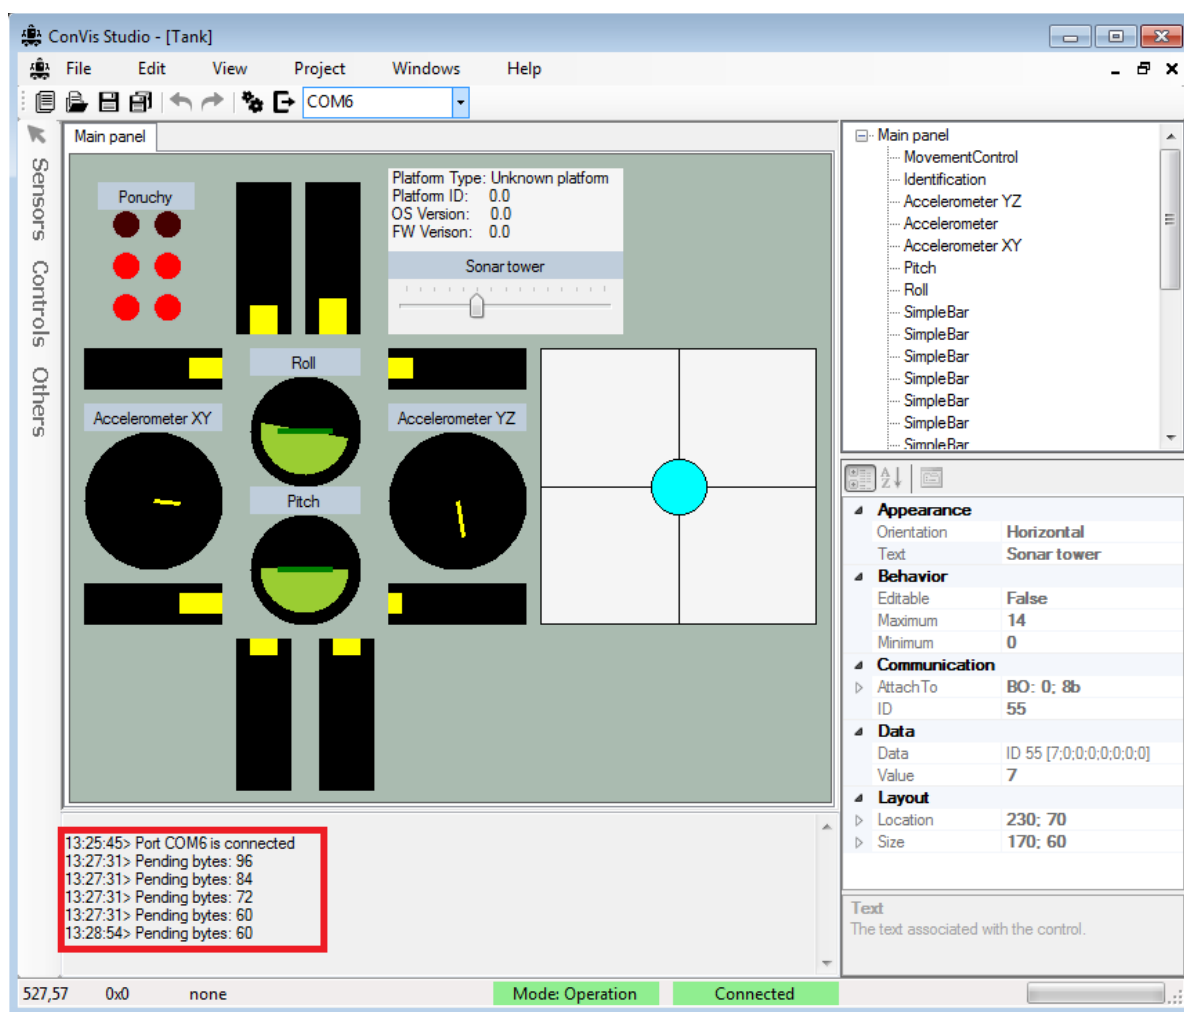 ConVis Studio - [Tank]
File Edit View Project Windows Help
COM6
Sensors
Controls
Others
Main panel
Poruchy
Platform Type: Unknown platform
Platform ID: 0.0
OS Version: 0.0
FW Verison: 0.0
Sonar tower
Roll
Accelerometer XY
Accelerometer YZ
Pitch
13:25:45> Port COM6 is connected
13:27:31> Pending bytes: 96
13:27:31> Pending bytes: 84
13:27:31> Pending bytes: 72
13:27:31> Pending bytes: 60
13:28:54> Pending bytes: 60
Main panel
MovementControl
Identification
Accelerometer YZ
Accelerometer
Accelerometer XY
Pitch
Roll
SimpleBar
SimpleBar
SimpleBar
SimpleBar
SimpleBar
SimpleBar
SimpleBar
Appearance
Orientation Horizontal
Text Sonar tower
Behavior
Editable False
Maximum 14
Minimum 0
Communication
AttachTo BO: 0; 8b
ID 55
Data
Data ID 55 [7;0;0;0;0;0;0;0]
Value 7
Layout
Location 230; 70
Size 170; 60
Text
The text associated with the control.
527,57 0x0 none Mode: Operation Connected